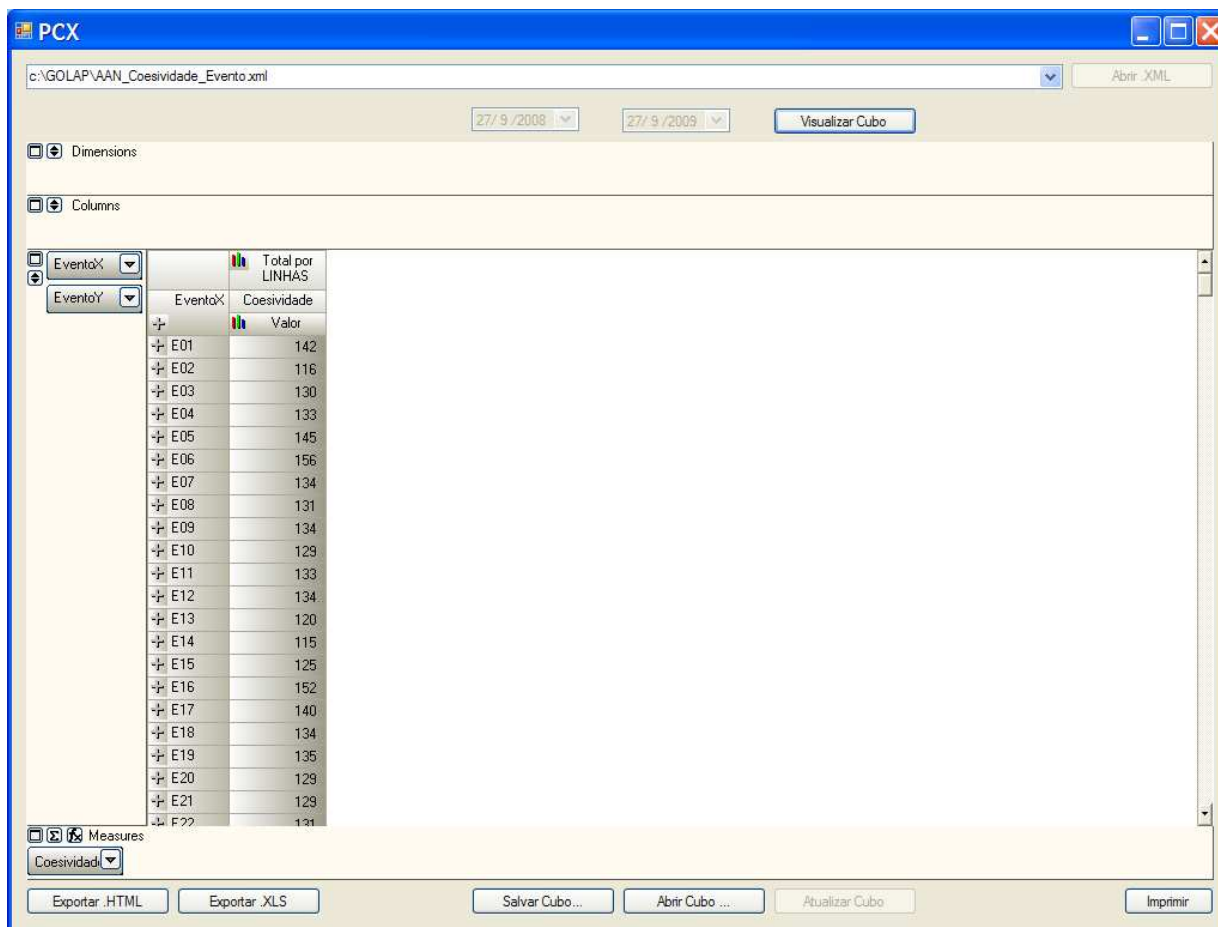 PCX
c:\GOLAP\AAN_Coesividade_Evento.xml
Abrir .XML
27/ 9 /2008
27/ 9 /2009
Visualizar Cubo
Dimensions
Columns
EventoX
EventoY
Total por
LINHAS
EventoX Coesividade
Valor
E01 142
E02 116
E03 130
E04 133
E05 145
E06 156
E07 134
E08 131
E09 134
E10 129
E11 133
E12 134
E13 120
E14 115
E15 125
E16 152
E17 140
E18 134
E19 135
E20 129
E21 129
E22 131
Measures
Coesividad
Exportar .HTML
Exportar .XLS
Salvar Cubo...
Abrir Cubo ...
Atualizar Cubo
Imprimir